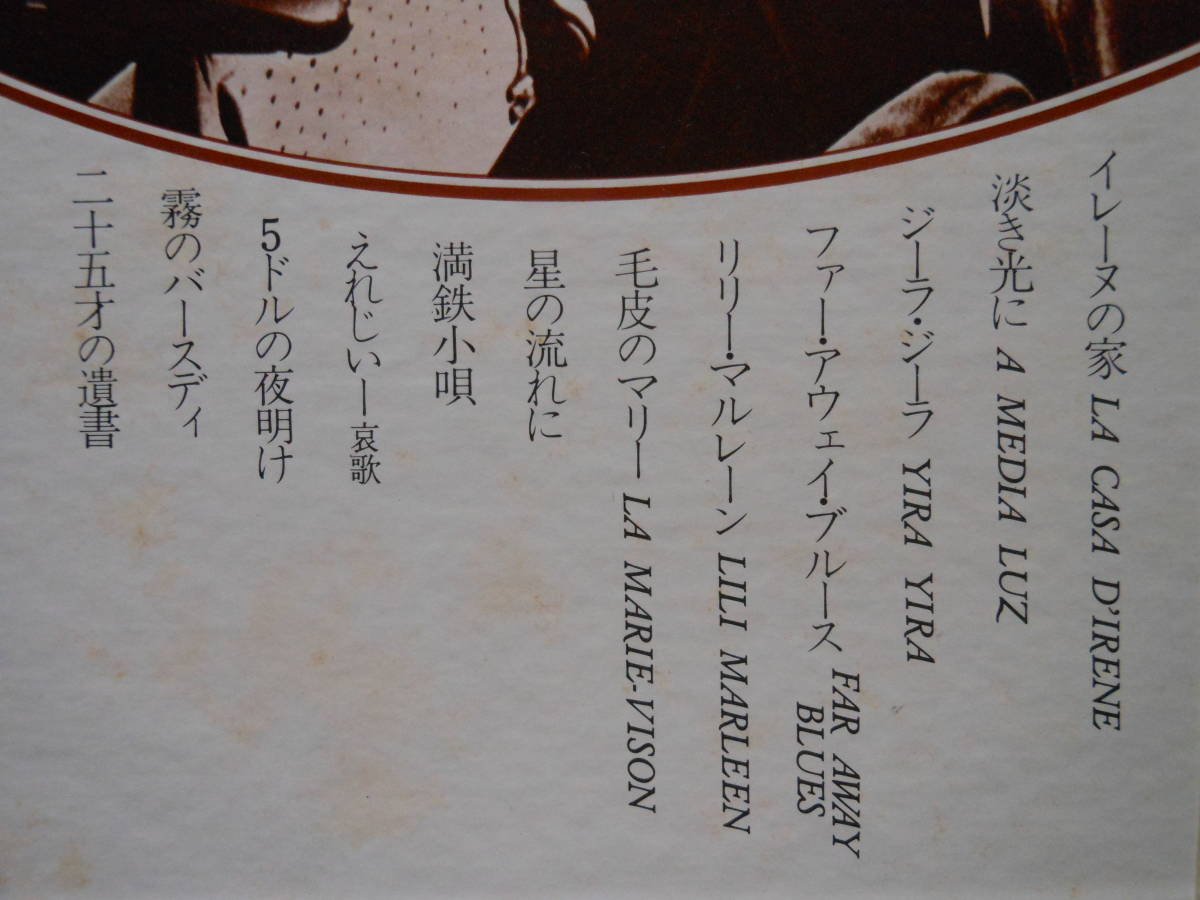 イレーヌの家 LA CASA D'IRENE
淡き光に A MEDIA LUZ
ジーラ・ジーラ YIRA YIRA
ファー・アウェイ・ブルース FAR AWAY
BLUES
リリー・マルレーン LILI MARLEEN
毛皮のマリー LA MARIE-VISON
星の流れに
満鉄小唄
えれじいー哀歌
5ドルの夜明け
霧のバースディ
二十五才の遺書